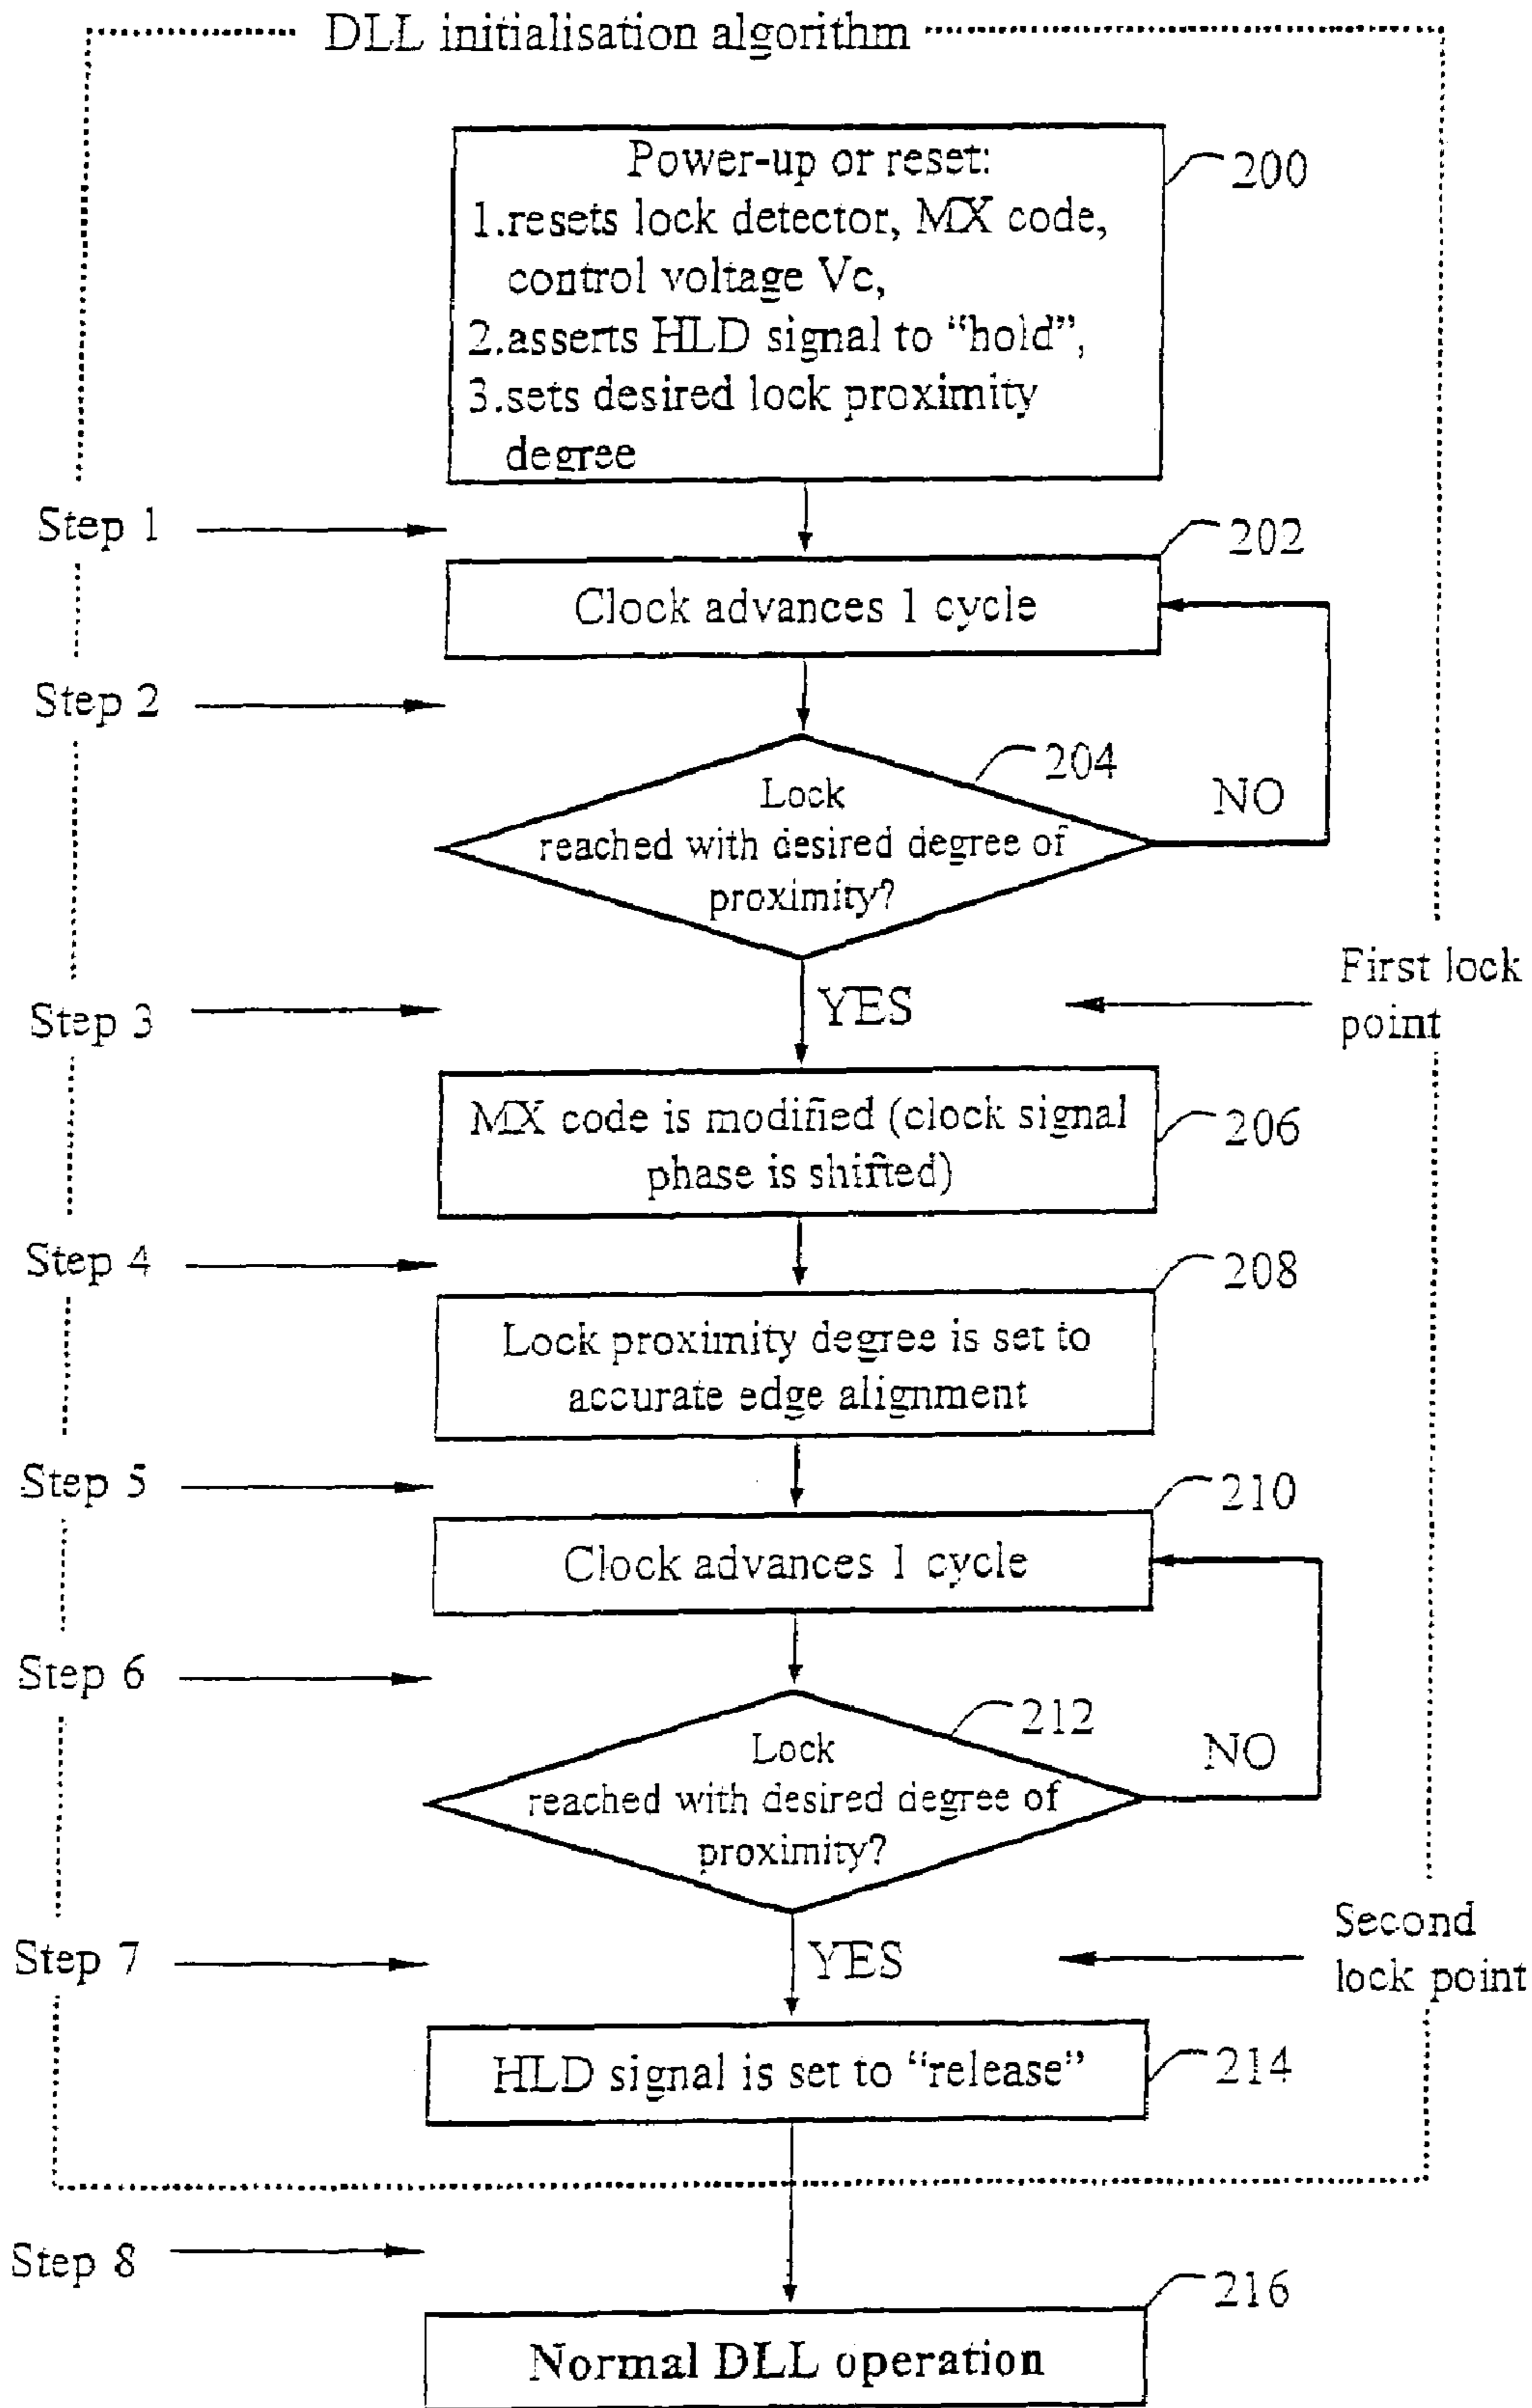 DLL initialisation algorithm
Power-up or reset:
200
1.resets lock detector, MX code,
control voltage Vc,
2.asserts HLD signal to “hold”,
3.sets desired lock proximity
degree
Step 1
202
Clock advances 1 cycle
Step 2
204
NO
Lock
reached with desired degree of
proximity?
First lock
point
Step 3
YES
MX code is modified (clock signal
phase is shifted)
206
Step 4
208
Lock proximity degree is set to
accurate edge alignment
Step 5
210
Clock advances 1 cycle
Step 6
212
NO
Lock
reached with desired degree of
proximity?
Second
lock point
Step 7
YES
HLD signal is set to “release”
214
Step 8
216
Normal DLL operation